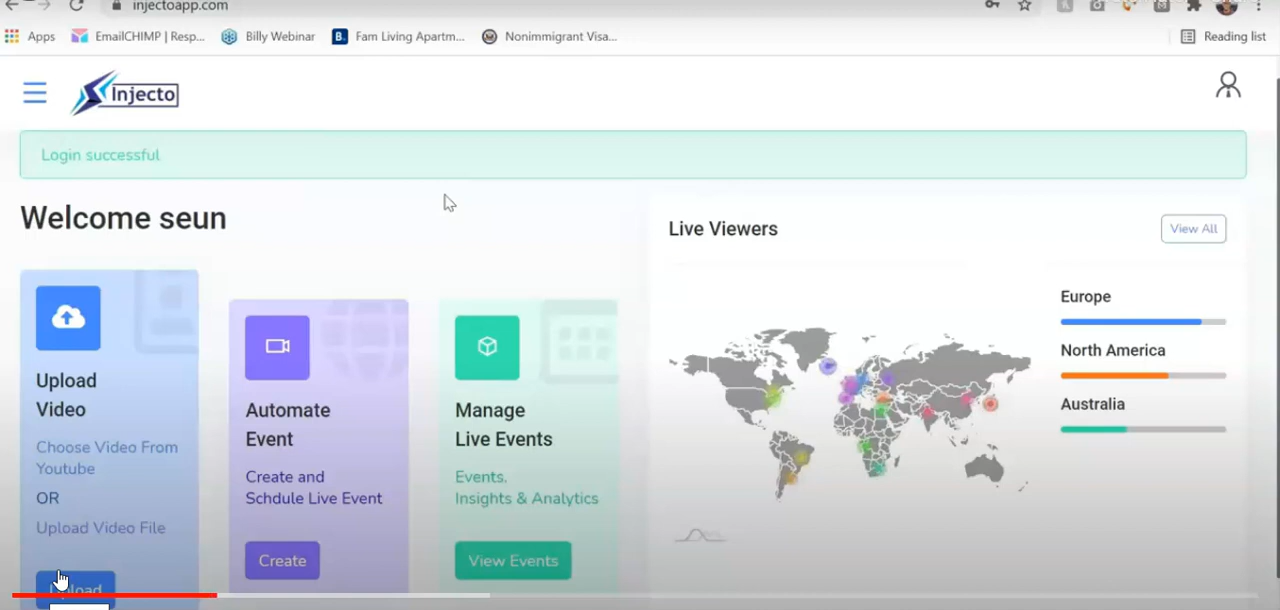 injectoapp.com
Apps
EmailCHIMP | Resp...
Billy Webinar
B.
Fam Living Apartm...
Nonimmigrant Visa...
Reading list
Injecto
Login successful
Welcome seun
Live Viewers
View All
Upload
Video
Choose Video From
Youtube
OR
Upload Video File
Upload
Automate
Event
Create and
Schdule Live Event
Create
Manage
Live Events
Events,
Insights & Analytics
View Events
Europe
North America
Australia